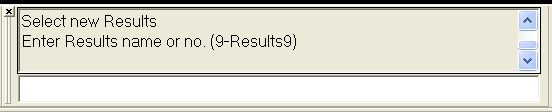 Select new Results
Enter Results name or no. (9-Results9)